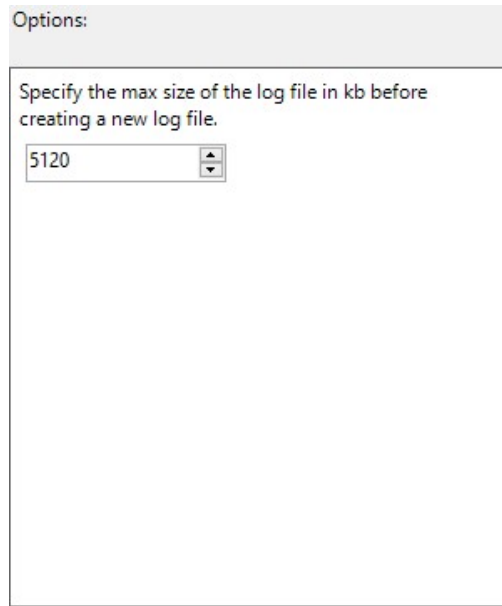 Options:
Specify the max size of the log file in kb before
creating a new log file.
5120